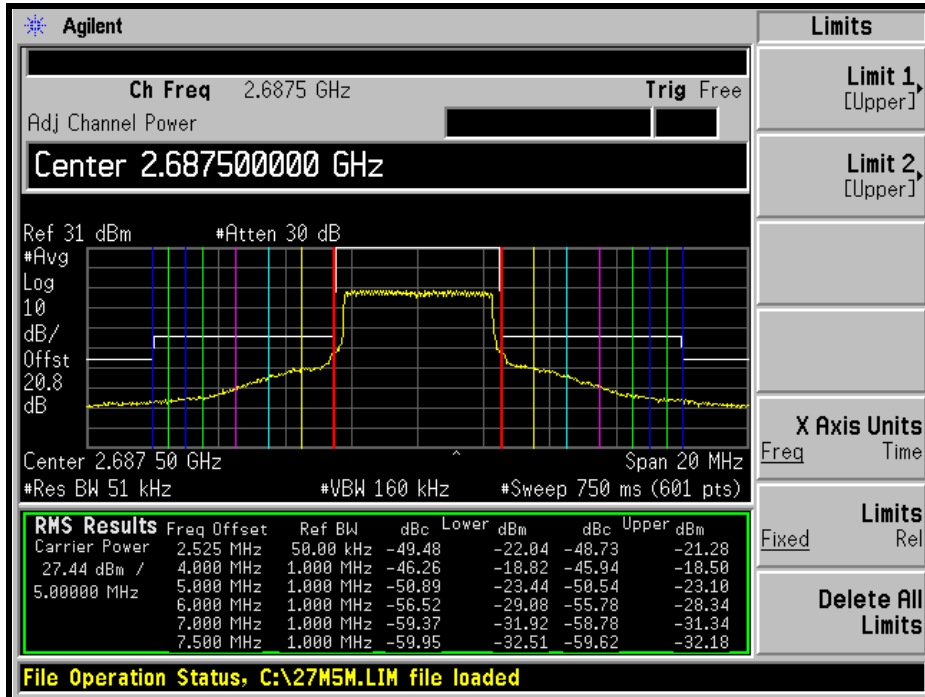 Agilent
Limits
Ch Freq 2.6875 GHz Trig Free
Adj Channel Power
Center 2.687500000 GHz
Limit 1
[Upper]
Limit 2
[Upper]
Ref 31 dBm #Atten 30 dB
#Avg
Log
10
dB/
Offst
20.8
dB
Center 2.687 50 GHz Span 20 MHz
#Res BW 51 kHz #VBW 160 kHz #Sweep 750 ms (601 pts)
X Axis Units
Freq Time
Limits
Fixed Rel
Delete All
Limits
RMS Results Freq Offset Ref BW dBc Lower dBm dBc Upper dBm
Carrier Power 2.525 MHz 50.00 kHz -49.48 -22.04 -48.73 -21.28
27.44 dBm / 4.000 MHz 1.000 MHz -46.26 -18.82 -45.94 -18.50
5.00000 MHz 5.000 MHz 1.000 MHz -50.89 -23.44 -50.54 -23.10
6.000 MHz 1.000 MHz -56.52 -29.08 -55.78 -28.34
7.000 MHz 1.000 MHz -59.37 -31.92 -58.78 -31.34
7.500 MHz 1.000 MHz -59.95 -32.51 -59.62 -32.18
File Operation Status, C:\27M5M.LIM file loaded